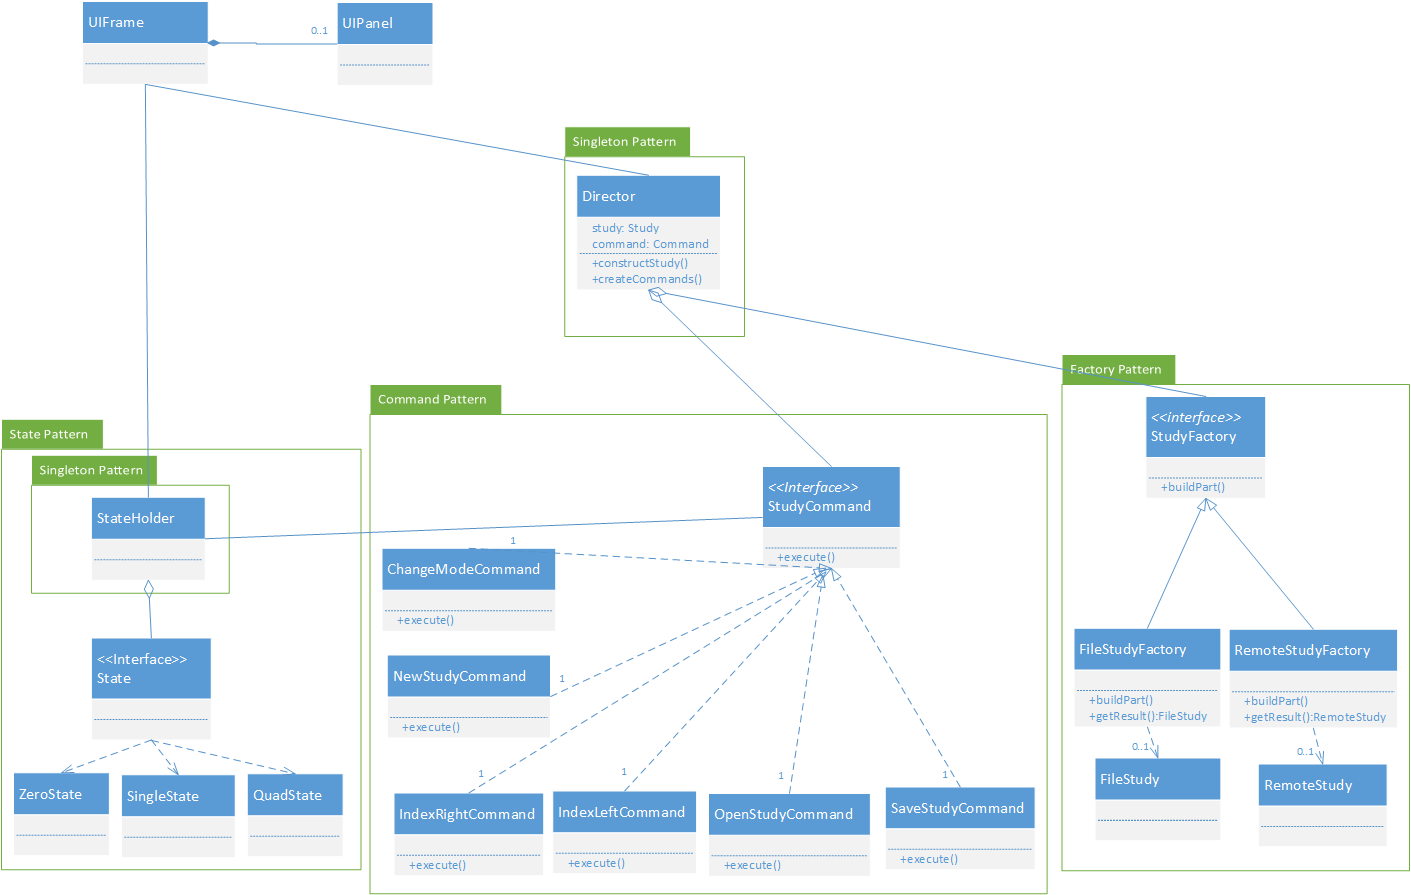 UIFrame
0..1
UIPanel
Singleton Pattern
Director
study: Study
command: Command
+constructStudy()
+createCommands()
Factory Pattern
<<interface>>
StudyFactory
+buildPart()
FileStudyFactory
+buildPart()
+getResult():FileStudy
RemoteStudyFactory
+buildPart()
+getResult():RemoteStudy
0..1
0..1
FileStudy
RemoteStudy
Command Pattern
<<Interface>>
StudyCommand
+execute()
1
ChangeModeCommand
+execute()
NewStudyCommand
+execute()
1
1
1
1
1
IndexRightCommand
+execute()
IndexLeftCommand
+execute()
OpenStudyCommand
+execute()
SaveStudyCommand
+execute()
State Pattern
Singleton Pattern
StateHolder
<<Interface>>
State
ZeroState
SingleState
QuadState